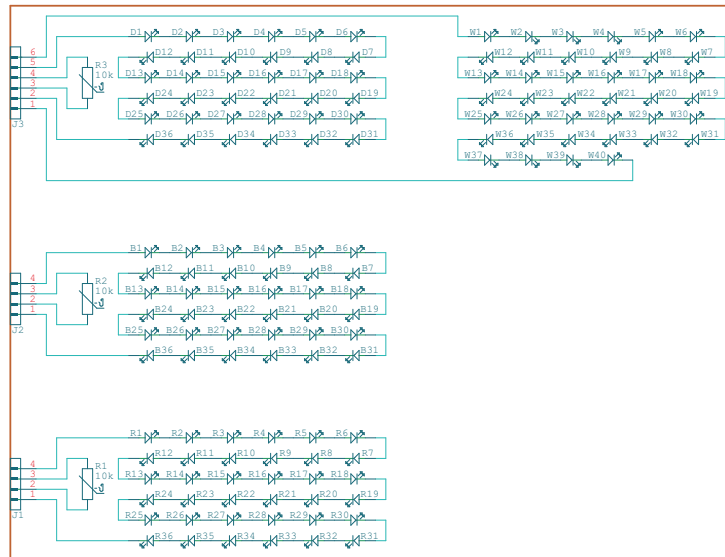 D1 D2 D3 D4 D5 D6 W1 W2 W3 W4 W5 W6
6 D12 D11 D10 D9 D8 D7 W12 W11 W10 W9 W8 W7
5 R3
4 10k D13 D14 D15 D16 D17 D18 W13 W14 W15 W16 W17 W18
3
2 D24 D23 D22 D21 D20 D19 W24 W23 W22 W21 W20 W19
1
J3 D25 D26 D27 D28 D29 D30 W25 W26 W27 W28 W29 W30
D36 D35 D34 D33 D32 D31 W36 W35 W34 W33 W32 W31
W37 W38 W39 W40
B1 B2 B3 B4 B5 B6
B12 B11 B10 B9 B8 B7
4 R2
3 10k B13 B14 B15 B16 B17 B18
2
1 B24 B23 B22 B21 B20 B19
J2 B25 B26 B27 B28 B29 B30
B36 B35 B34 B33 B32 B31
R1 R2 R3 R4 R5 R6
R12 R11 R10 R9 R8 R7
4 R1
3 10k R13 R14 R15 R16 R17 R18
2
1 R24 R23 R22 R21 R20 R19
J1 R25 R26 R27 R28 R29 R30
R36 R35 R34 R33 R32 R31